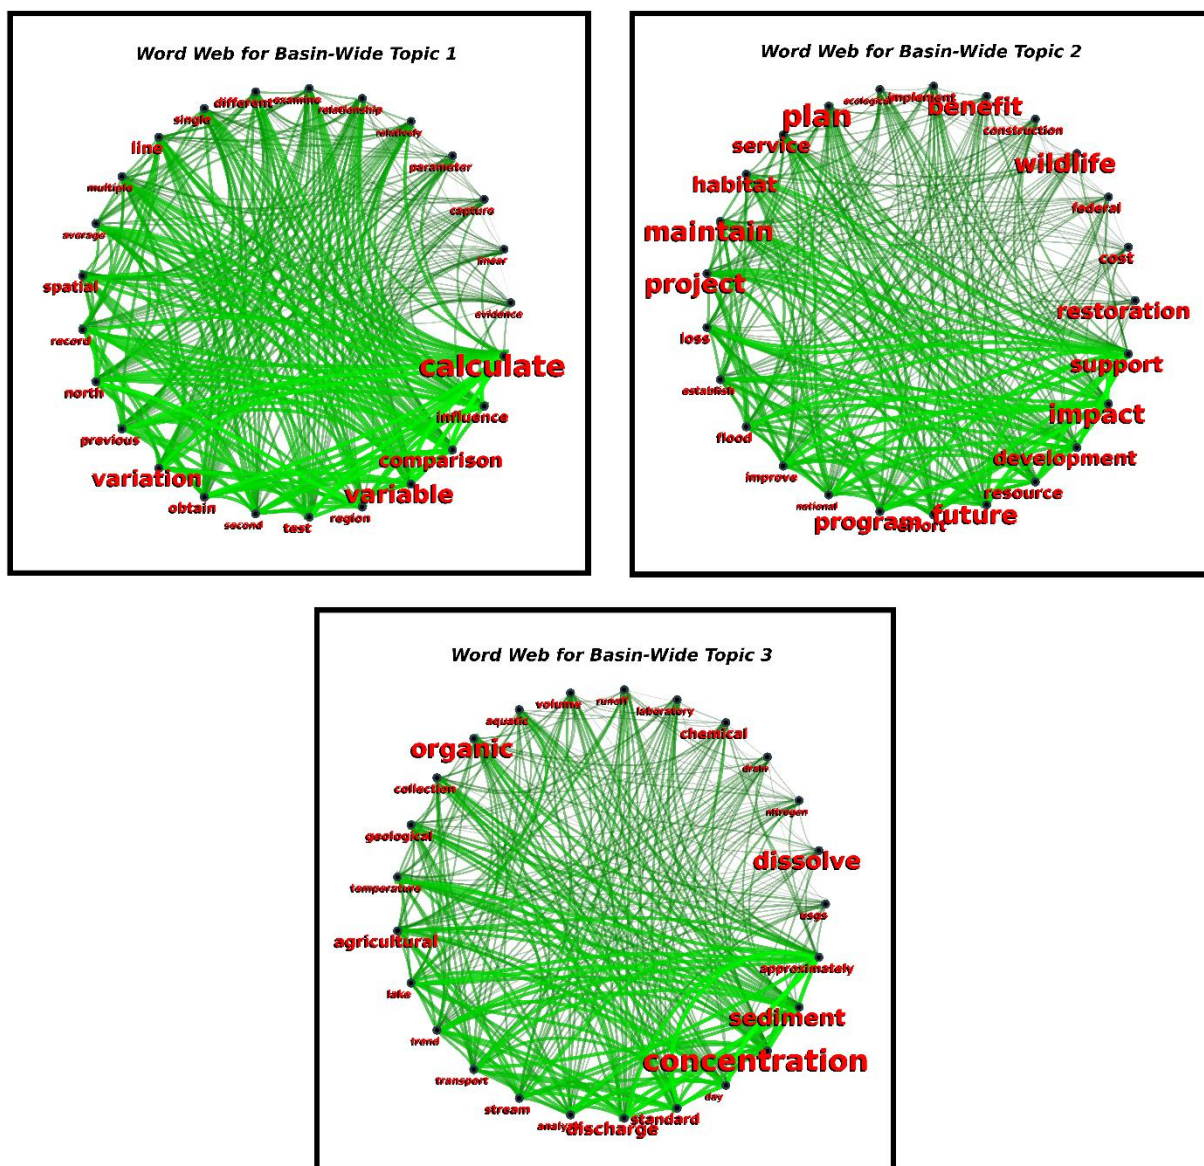 Word Web for Basin-Wide Topic 1
examine
different
relationship
single
relatively
line
parameter
multiple
capture
average
linear
spatial
evidence
record
calculate
north
influence
previous
comparison
variation
variable
obtain
region
second
test
Word Web for Basin-Wide Topic 2
ecological
implement
benefit
plan
construction
service
wildlife
habitat
federal
maintain
cost
project
restoration
loss
support
establish
impact
flood
development
improve
resource
national
program
effort
future
Word Web for Basin-Wide Topic 3
volume
runoff
laboratory
aquatic
chemical
organic
drain
collection
nitrogen
geological
dissolve
temperature
usgs
agricultural
approximately
lake
sediment
trend
concentration
transport
day
stream
standard
analysis
discharge